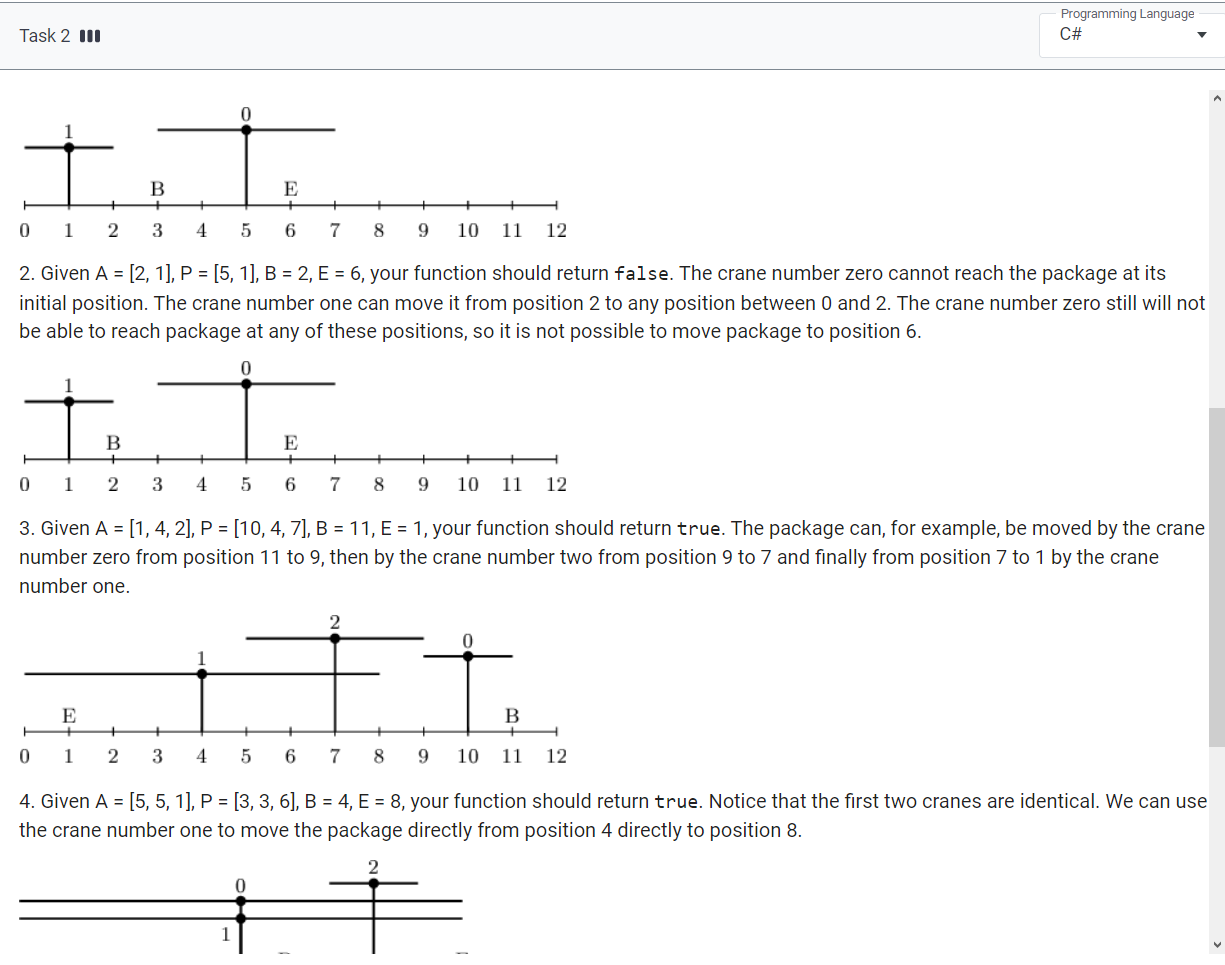 Task 2
Programming Language
C#
0
1
B E
0 1 2 3 4 5 6 7 8 9 10 11 12
2. Given A = [2, 1], P = [5, 1], B = 2, E = 6, your function should return false. The crane number zero cannot reach the package at its
initial position. The crane number one can move it from position 2 to any position between 0 and 2. The crane number zero still will not
be able to reach package at any of these positions, so it is not possible to move package to position 6.
0
1
B E
0 1 2 3 4 5 6 7 8 9 10 11 12
3. Given A = [1, 4, 2], P = [10, 4, 7], B = 11, E = 1, your function should return true. The package can, for example, be moved by the crane
number zero from position 11 to 9, then by the crane number two from position 9 to 7 and finally from position 7 to 1 by the crane
number one.
2
0
1
E B
0 1 2 3 4 5 6 7 8 9 10 11 12
4. Given A = [5, 5, 1], P = [3, 3, 6], B = 4, E = 8, your function should return true. Notice that the first two cranes are identical. We can use
the crane number one to move the package directly from position 4 directly to position 8.
2
0
1